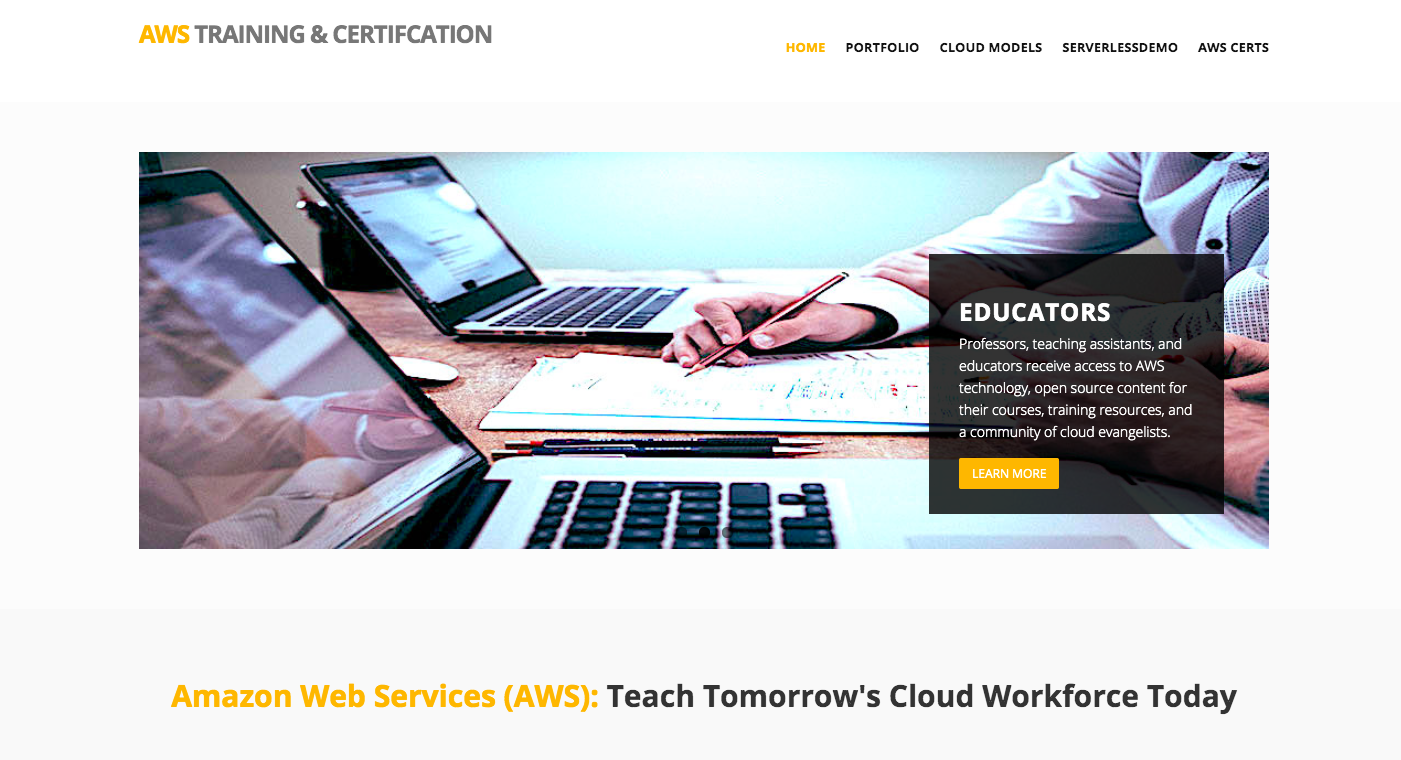 AWS TRAINING & CERTIFCATION
HOME PORTFOLIO CLOUD MODELS SERVERLESSDEMO AWS CERTS
EDUCATORS
Professors, teaching assistants, and
educators receive access to AWS
technology, open source content for
their courses, training resources, and
a community of cloud evangelists.
LEARN MORE
Amazon Web Services (AWS): Teach Tomorrow's Cloud Workforce Today